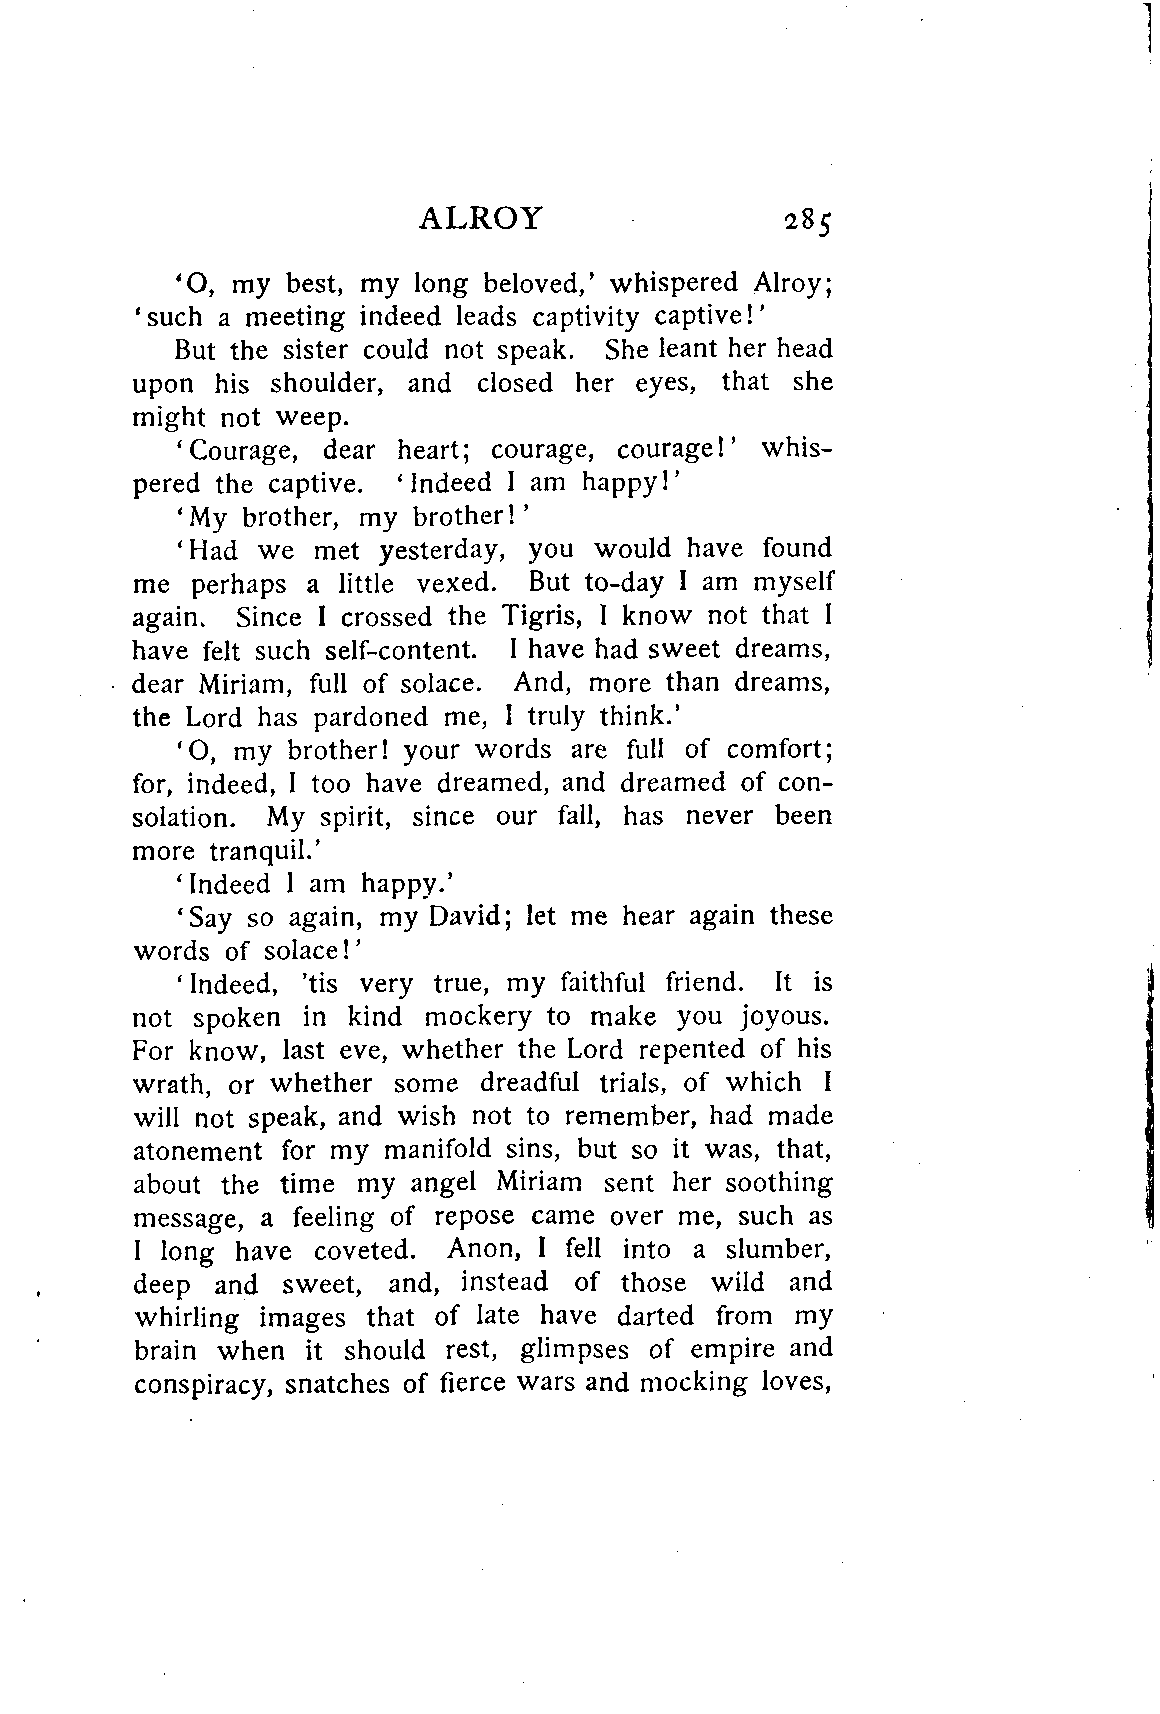 ALROY 285
‘O, my best, my long beloved,’ whispered Alroy;
‘such a meeting indeed leads captivity captive!’
But the sister could not speak. She leant her head
upon his shoulder, and closed her eyes, that she
might not weep.
‘Courage, dear heart; courage, courage!’ whis-
pered the captive. ‘Indeed I am happy!’
‘My brother, my brother!’
‘Had we met yesterday, you would have found
me perhaps a little vexed. But to-day I am myself
again. Since I crossed the Tigris, I know not that I
have felt such self-content. I have had sweet dreams,
dear Miriam, full of solace. And, more than dreams,
the Lord has pardoned me, I truly think.’
‘O, my brother! your words are full of comfort;
for, indeed, I too have dreamed, and dreamed of con-
solation. My spirit, since our fall, has never been
more tranquil.’
‘Indeed I am happy.’
‘Say so again, my David; let me hear again these
words of solace!’
‘Indeed, ’tis very true, my faithful friend. It is
not spoken in kind mockery to make you joyous.
For know, last eve, whether the Lord repented of his
wrath, or whether some dreadful trials, of which I
will not speak, and wish not to remember, had made
atonement for my manifold sins, but so it was, that,
about the time my angel Miriam sent her soothing
message, a feeling of repose came over me, such as
I long have coveted. Anon, I fell into a slumber,
deep and sweet, and, instead of those wild and
whirling images that of late have darted from my
brain when it should rest, glimpses of empire and
conspiracy, snatches of fierce wars and mocking loves,